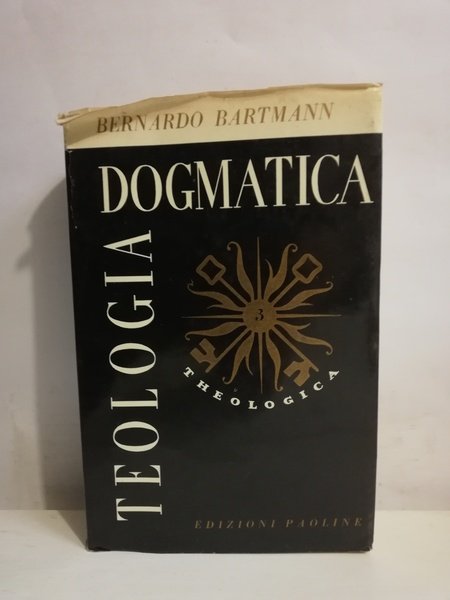 BERNARDO BARTMANN
TEOLOGIA
DOGMATICA
3
THEOLOGICA
EDIZIONI PAOLINE